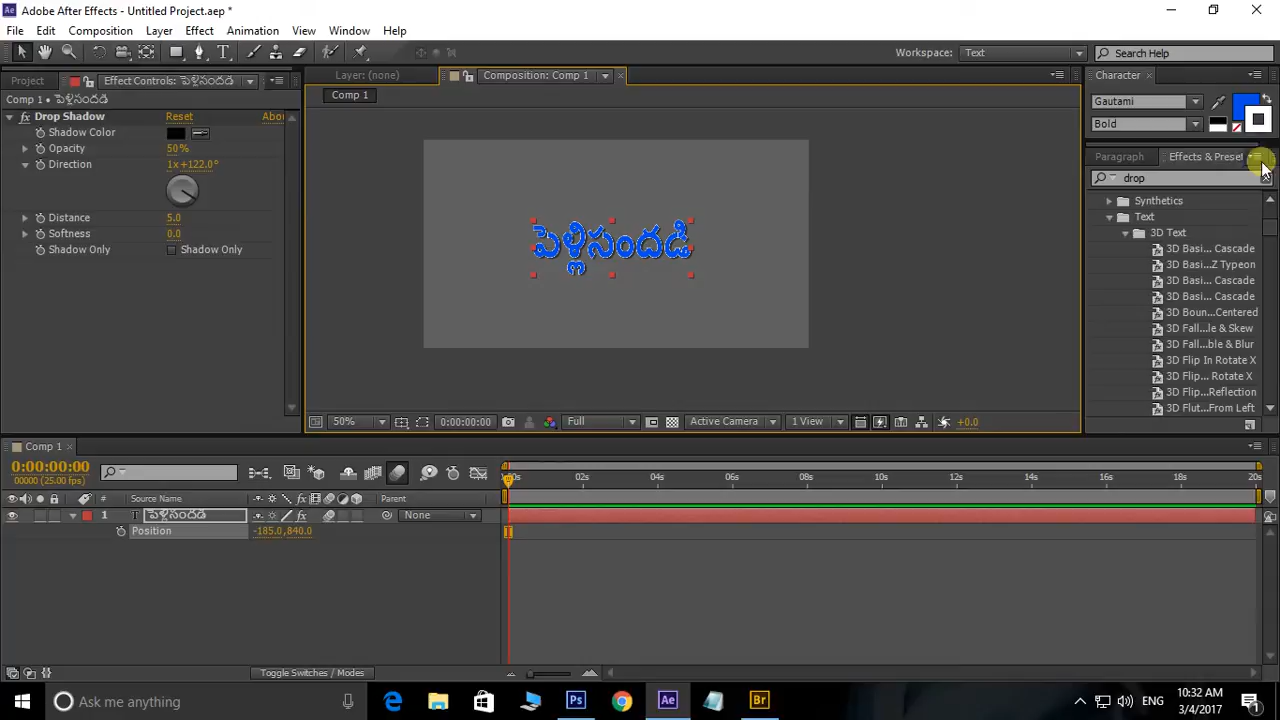 Adobe After Effects - Untitled Project.aep *
File Edit Composition Layer Effect Animation View Window Help
Workspace: Text Search Help
Project Effect Controls: పెళ్లిసందడి Layer: (none) Composition: Comp 1 Character
Comp 1 • పెళ్లిసందడి
Comp 1
Gautami
Bold
Drop Shadow Reset Abou
Shadow Color
Opacity 50%
Direction 1x+122.0°
Distance 5.0
Softness 0.0
Shadow Only Shadow Only
పెళ్లిసందడి
Paragraph Effects & Preset
drop
Synthetics
Text
3D Text
3D Basi... Cascade
3D Basi...Z Typeon
3D Basi... Cascade
3D Basi... Cascade
3D Boun...Centered
3D Fall...le & Skew
3D Fall...ble & Blur
3D Flip In Rotate X
3D Flip... Rotate X
3D Flip...Reflection
3D Flut...From Left
50% 0:00:00:00 Full Active Camera 1 View +0.0
Comp 1
0:00:00:00
00000 (25.00 fps)
02s 04s 06s 08s 10s 12s 14s 16s 18s 20s
# Source Name Parent
1 T పెళ్లిసందడి None
Position -185.0,840.0
Toggle Switches / Modes
Ask me anything
ENG
10:32 AM
3/4/2017